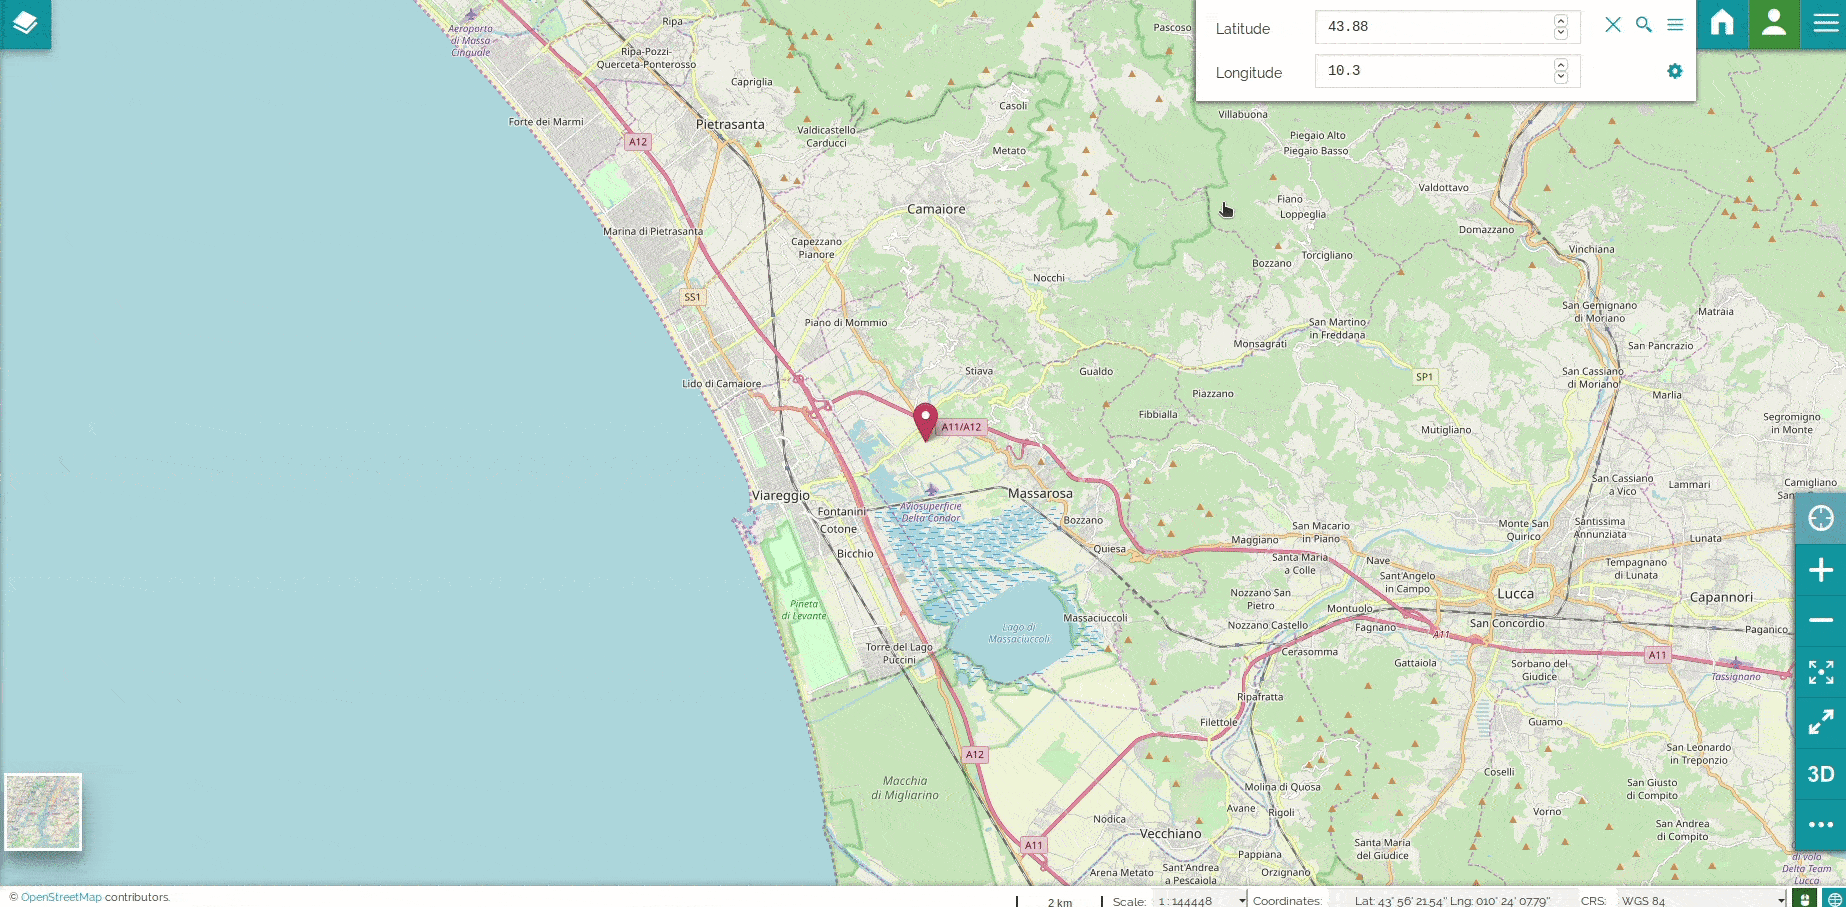 Latitude
43.88
Longitude
10.3
Aeroporto
di Massa
Cinquale
Ripa
Ripa-Pozzi-
Querceta-Ponterosso
Pascoso
Capriglia
Forte dei Marmi
Pietrasanta
Valdicastello
Carducci
Casoli
Metato
Villabuona
Piegaio Alto
Piegaio Basso
A12
Valdottavo
Camaiore
Fiano
Loppeglia
Marina di Pietrasanta
Capezzano
Pianore
Domazzano
Vinchiana
Torcigliano
Bozzano
Nocchi
SS1
San Gemignano
di Moriano
Matraia
Piano di Mommio
San Martino
in Freddana
Monsagrati
San Pancrazio
Stiava
Gualdo
SP1
San Cassiano
di Moriano
Lido di Camaiore
Piazzano
Marlia
Fibbialla
Segromigno
in Monte
A11/A12
Mutigliano
San Cassiano
a Vico
Lammari
Camigliano
Viareggio
Massarosa
Fontanini
Cotone
Aviosuperficie
Delta Condor
Bozzano
Monte San
Quirico
Santissima
Annunziata
San Macario
in Piano
Maggiano
Lunata
Bicchio
Quiesa
Santa Maria
a Colle
Nave
Sant'Angelo
in Campo
Tempagnano
di Lunata
Nozzano San
Pietro
Lucca
Capannori
Pineta
di Levante
Montuolo
Massaciuccoli
Lago di
Massaciuccoli
Nozzano Castello
Fagnano
A11
San Concordio
Paganico
Torre del Lago
Puccini
Cerasomma
Gattaiola
Sorbano del
Giudice
A11
Tassignano
Ripafratta
Filettole
Guamo
A12
San Leonardo
in Treponzio
Coselli
3D
Macchia
di Migliarino
Molina di Quosa
San Giusto
di Compito
Avane
Rigoli
Vorno
Nodica
Vecchiano
San Andrea
di Compito
A11
Santa Maria
del Giudice
Pappiana
Arena Metato
Sant'Andrea
a Pescaiola
Orzignano
di volo
Delta Team
Lucca
© OpenStreetMap contributors.
2 km
Scale:
1 : 144448
Coordinates:
Lat: 43° 56' 21.54" Lng: 010° 24' 07.79"
CRS:
WGS 84